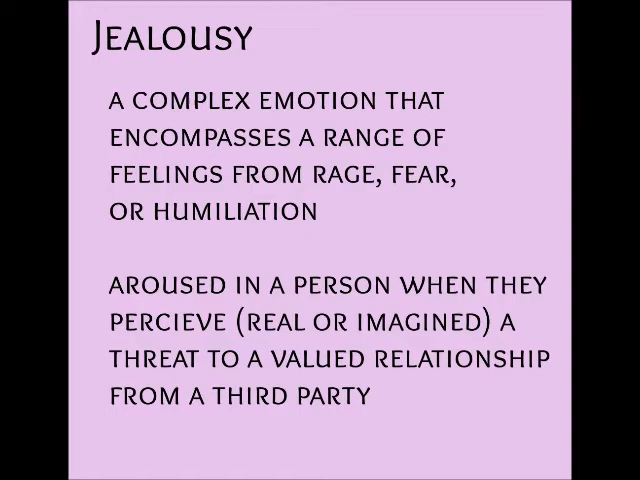 Jealousy
a complex emotion that
encompasses a range of
feelings from rage, fear,
or humiliation
aroused in a person when they
percieve (real or imagined) a
threat to a valued relationship
from a third party